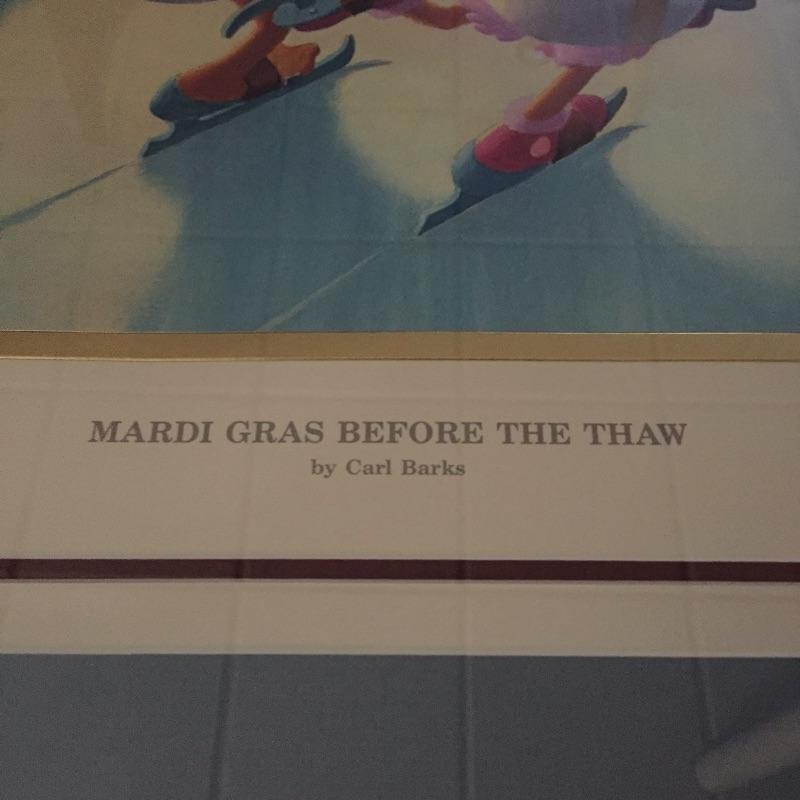 MARDI GRAS BEFORE THE THAW
by Carl Barks